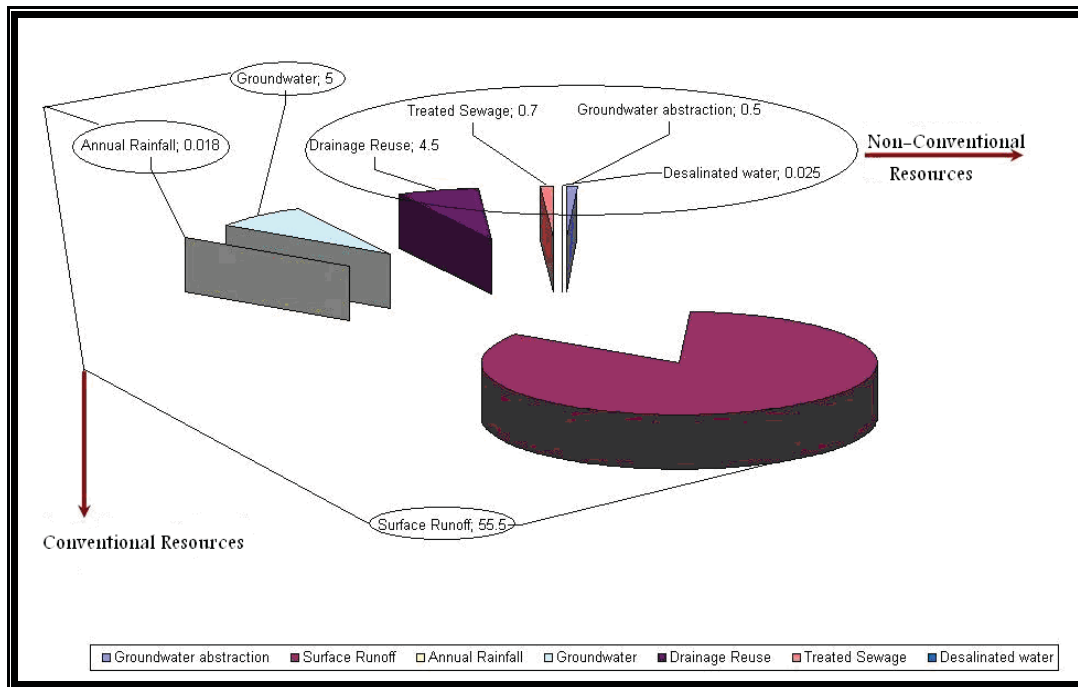 Groundwater; 5
Treated Sewage; 0.7
Groundwater abstraction; 0.5
Annual Rainfall; 0.018
Drainage Reuse; 4.5
Non-Conventional
Resources
Desalinated water; 0.025
Surface Runoff; 55.5
Conventional Resources
Groundwater abstraction
Surface Runoff
Annual Rainfall
Groundwater
Drainage Reuse
Treated Sewage
Desalinated water